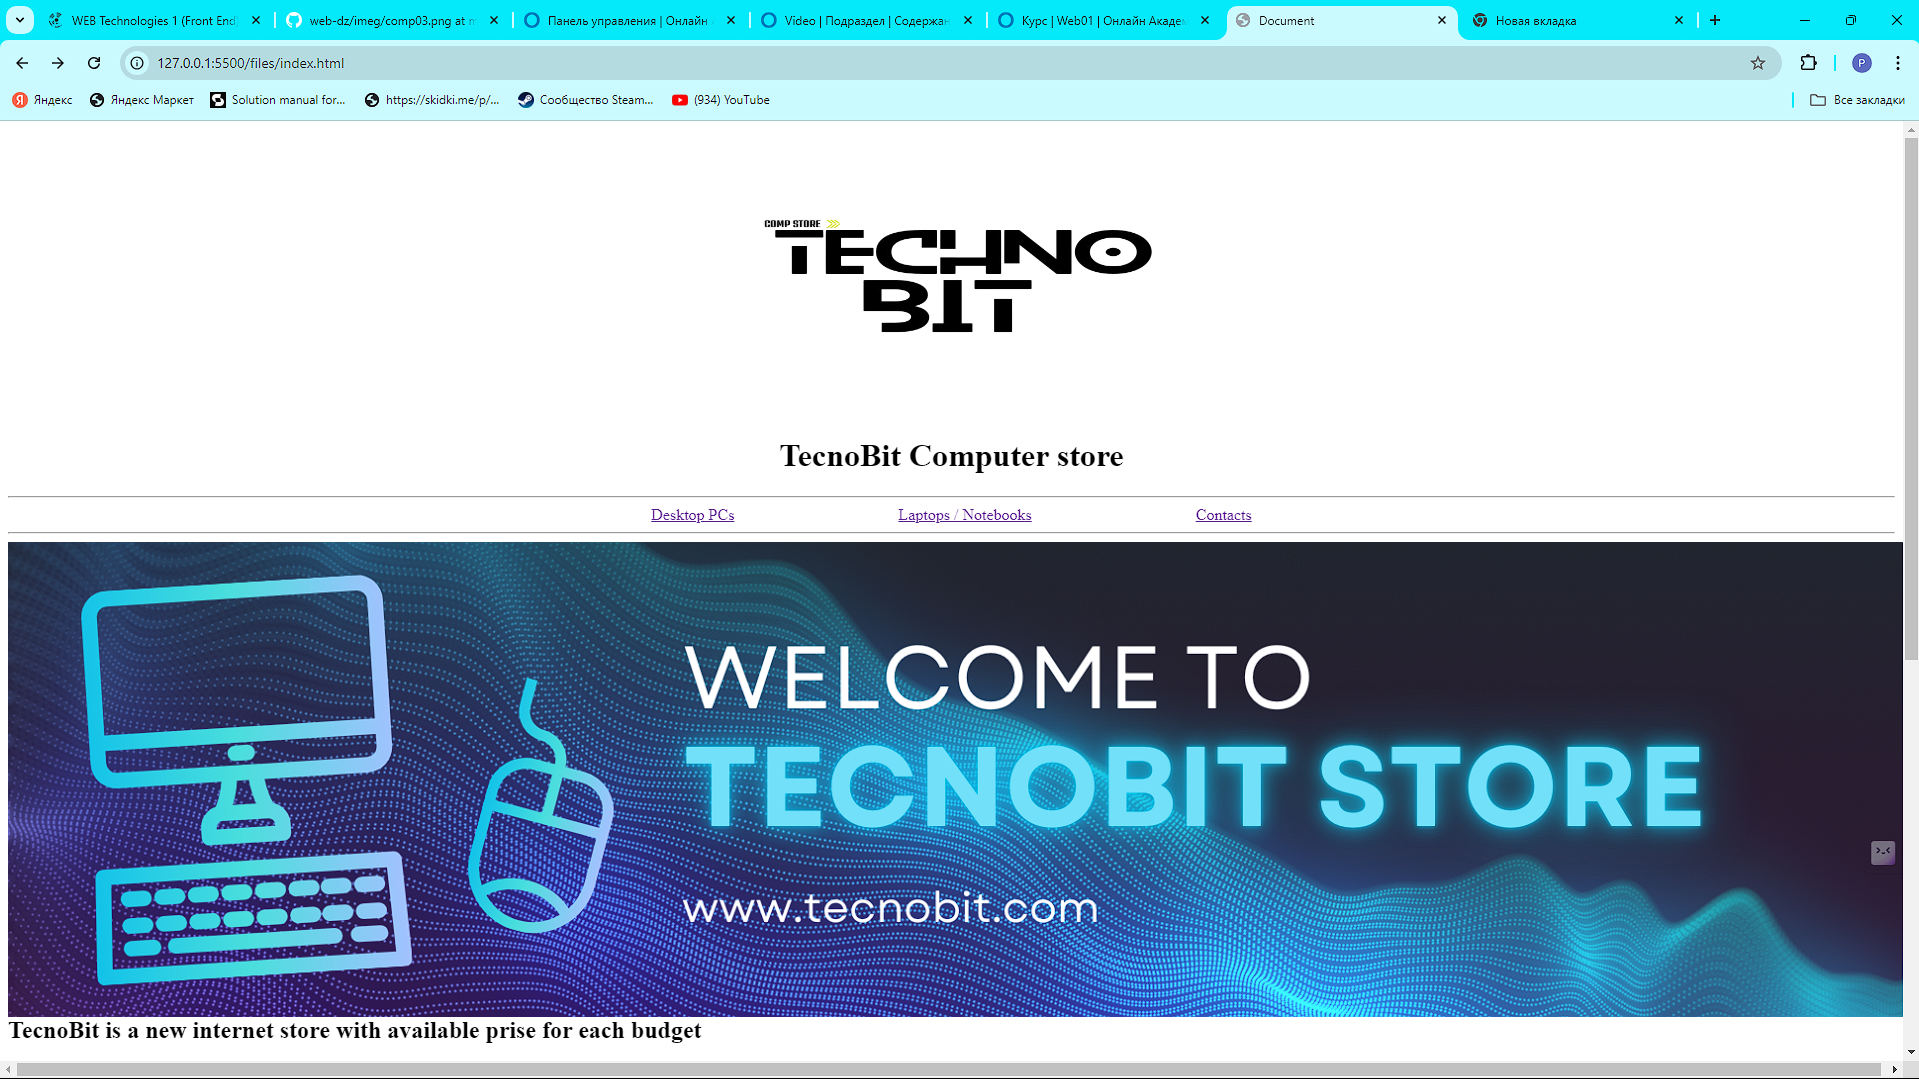 WEB Technologies 1 (Front End)
web-dz/imeg/comp03.png at m
Панель управления | Онлайн
Video | Подраздел | Содержан
Курс | Web01 | Онлайн Академ
Document
Новая вкладка
127.0.0.1:5500/files/index.html
P
Яндекс
Яндекс Маркет
Solution manual for...
https://skidki.me/p/...
Сообщество Steam...
(934) YouTube
Все закладки
COMP STORE
TECHNO
BIT
TecnoBit Computer store
Desktop PCs
Laptops / Notebooks
Contacts
WELCOME TO
TECNOBIT STORE
www.tecnobit.com
TecnoBit is a new internet store with available prise for each budget